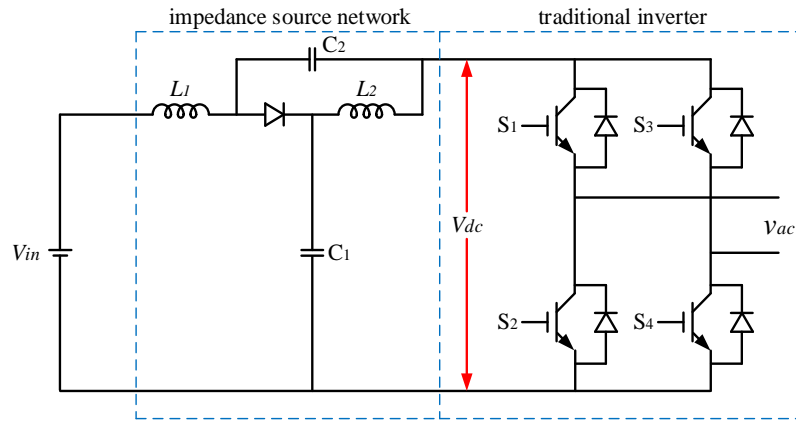 impedance source network
traditional inverter
C2
L1
L2
S1
S3
Vin
C1
Vdc
vac
S2
S4